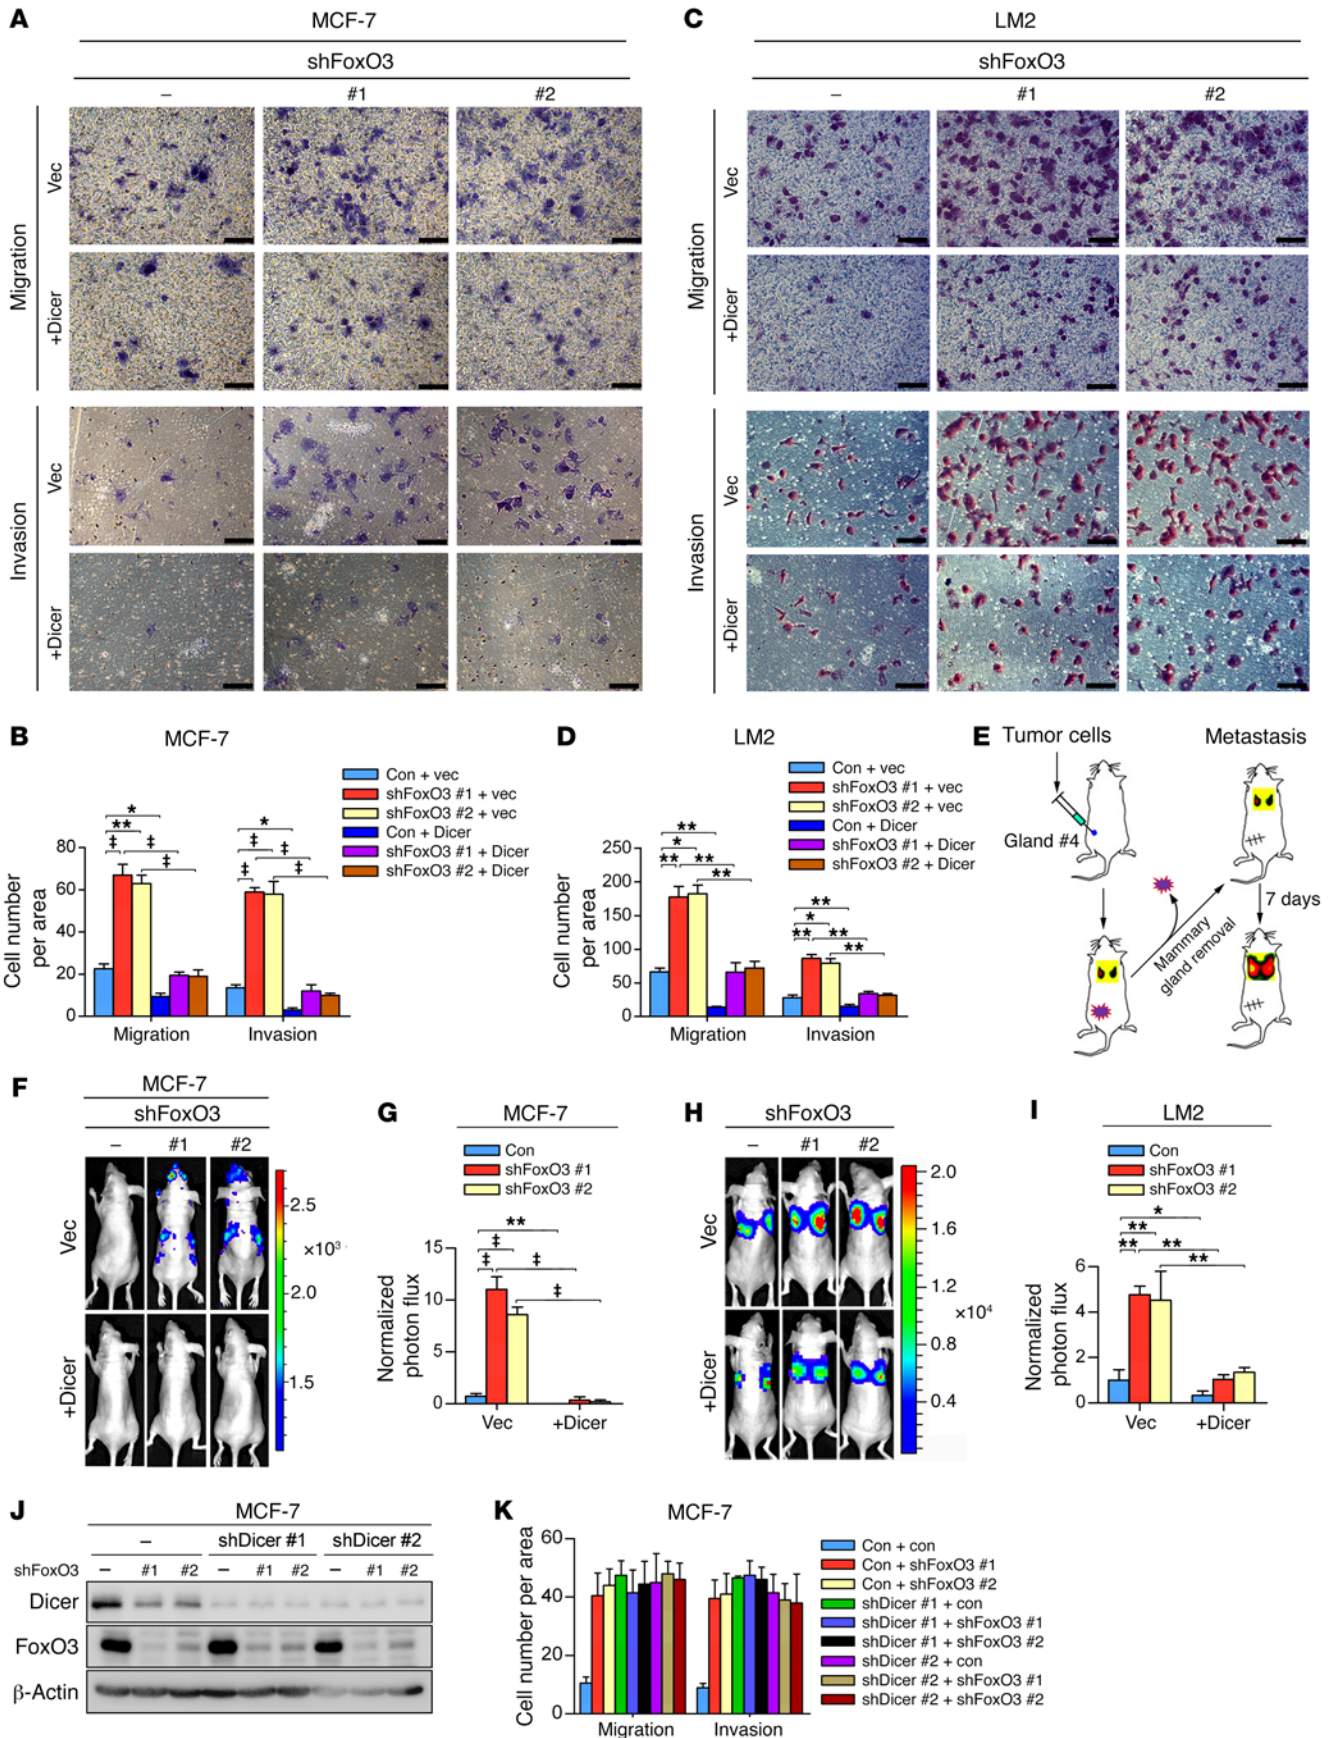 A
MCF-7
shFoxO3
–
#1
#2
Migration
Vec
+Dicer
Invasion
Vec
+Dicer
C
LM2
shFoxO3
–
#1
#2
Migration
Vec
+Dicer
Invasion
Vec
+Dicer
B
MCF-7
Con + vec
shFoxO3 #1 + vec
shFoxO3 #2 + vec
Con + Dicer
shFoxO3 #1 + Dicer
shFoxO3 #2 + Dicer
Cell number
per area
80
60
40
20
0
*
**
‡
‡
‡
*
‡
‡
‡
‡
Migration
Invasion
D
LM2
Con + vec
shFoxO3 #1 + vec
shFoxO3 #2 + vec
Con + Dicer
shFoxO3 #1 + Dicer
shFoxO3 #2 + Dicer
Cell number
per area
250
200
150
100
50
0
**
*
**
**
**
**
*
**
**
**
Migration
Invasion
E
Tumor cells
Metastasis
Gland #4
Mammary
gland removal
7 days
F
MCF-7
shFoxO3
–
#1
#2
Vec
+Dicer
2.5
×10³
2.0
1.5
G
MCF-7
Con
shFoxO3 #1
shFoxO3 #2
Normalized
photon flux
15
10
5
0
**
‡
‡
‡
‡
Vec
+Dicer
H
shFoxO3
–
#1
#2
Vec
+Dicer
2.0
1.6
1.2
×10⁴
0.8
0.4
I
LM2
Con
shFoxO3 #1
shFoxO3 #2
Normalized
photon flux
6
4
2
0
*
**
**
**
**
Vec
+Dicer
J
MCF-7
–
shDicer #1
shDicer #2
shFoxO3
–
#1
#2
–
#1
#2
–
#1
#2
Dicer
FoxO3
β-Actin
K
MCF-7
Cell number per area
60
40
20
0
Migration
Invasion
Con + con
Con + shFoxO3 #1
Con + shFoxO3 #2
shDicer #1 + con
shDicer #1 + shFoxO3 #1
shDicer #1 + shFoxO3 #2
shDicer #2 + con
shDicer #2 + shFoxO3 #1
shDicer #2 + shFoxO3 #2